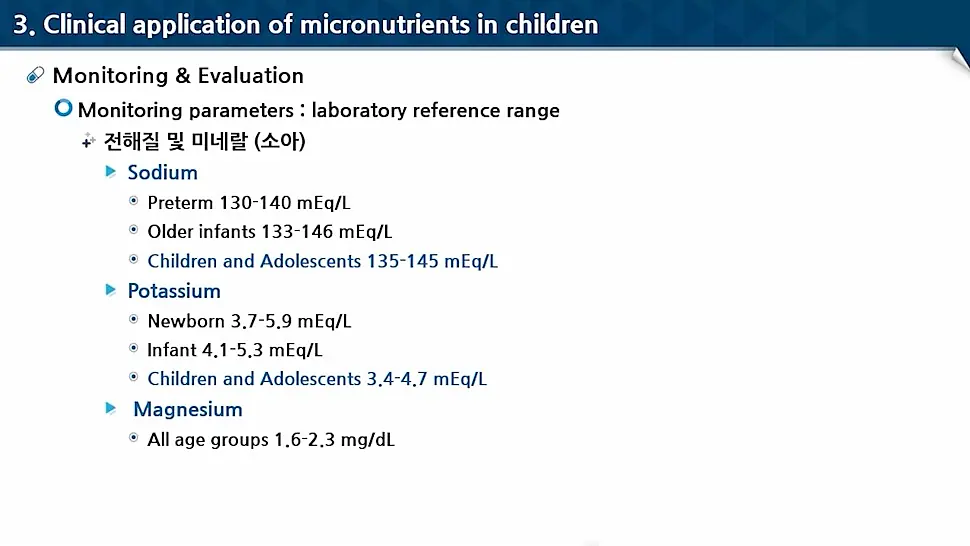 3. Clinical application of micronutrients in children
Monitoring & Evaluation
Monitoring parameters : laboratory reference range
전해질 및 미네랄 (소아)
Sodium
Preterm 130-140 mEq/L
Older infants 133-146 mEq/L
Children and Adolescents 135-145 mEq/L
Potassium
Newborn 3.7-5.9 mEq/L
Infant 4.1-5.3 mEq/L
Children and Adolescents 3.4-4.7 mEq/L
Magnesium
All age groups 1.6-2.3 mg/dL